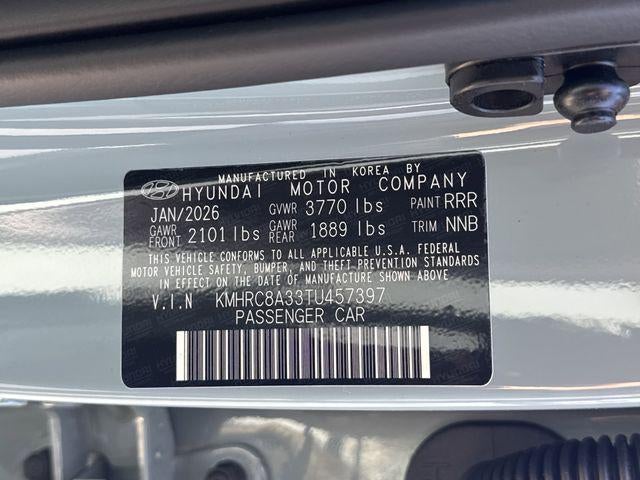 MANUFACTURED IN KOREA BY
HYUNDAI MOTOR COMPANY
JAN/2026 GVWR 3770 lbs PAINT RRR
GAWR FRONT 2101 lbs GAWR REAR 1889 lbs TRIM NNB
THIS VEHICLE CONFORMS TO ALL APPLICABLE U.S.A. FEDERAL
MOTOR VEHICLE SAFETY, BUMPER, AND THEFT PREVENTION STANDARDS
IN EFFECT ON THE DATE OF MANUFACTURE SHOWN ABOVE
V.I.N KMHRC8A33TU457397
PASSENGER CAR